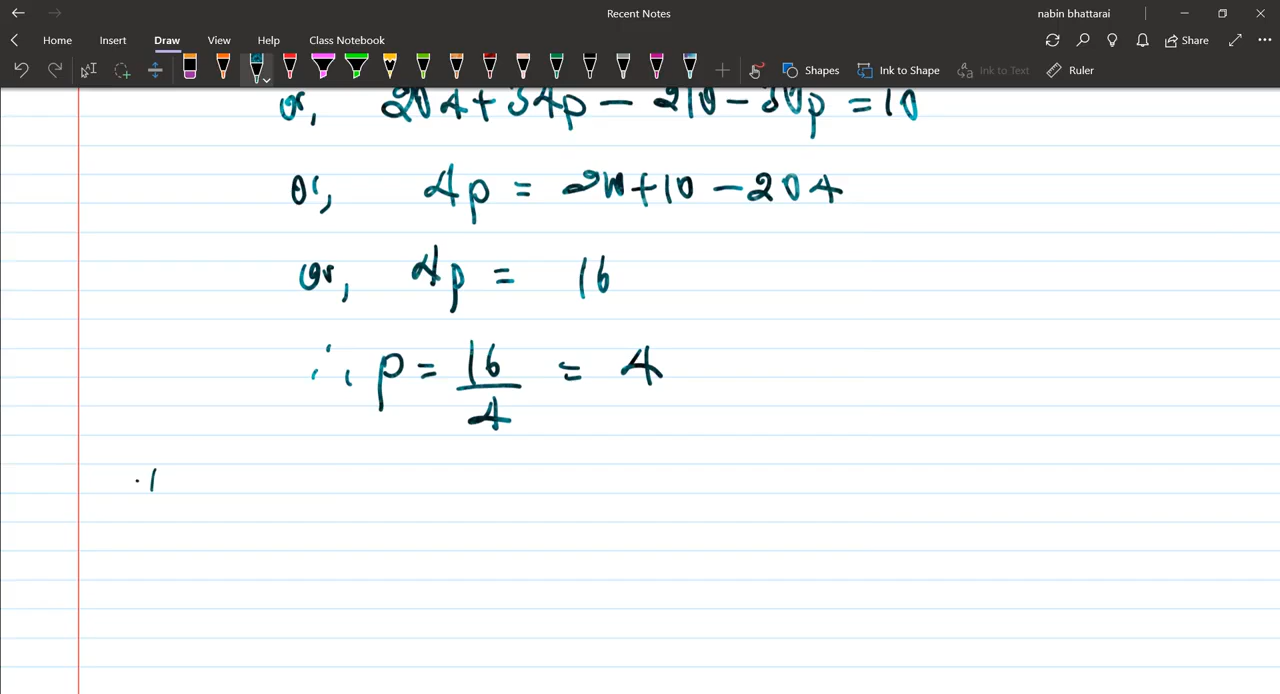 Recent Notes
nabin bhattarai
Home Insert Draw View Help Class Notebook Share
Shapes Ink to Shape Ink to Text Ruler
or, 204 + 34p - 210 - 30p = 10
or, 4p = 210 + 10 - 204
or, 4p = 16
∴ p = 16/4 = 4